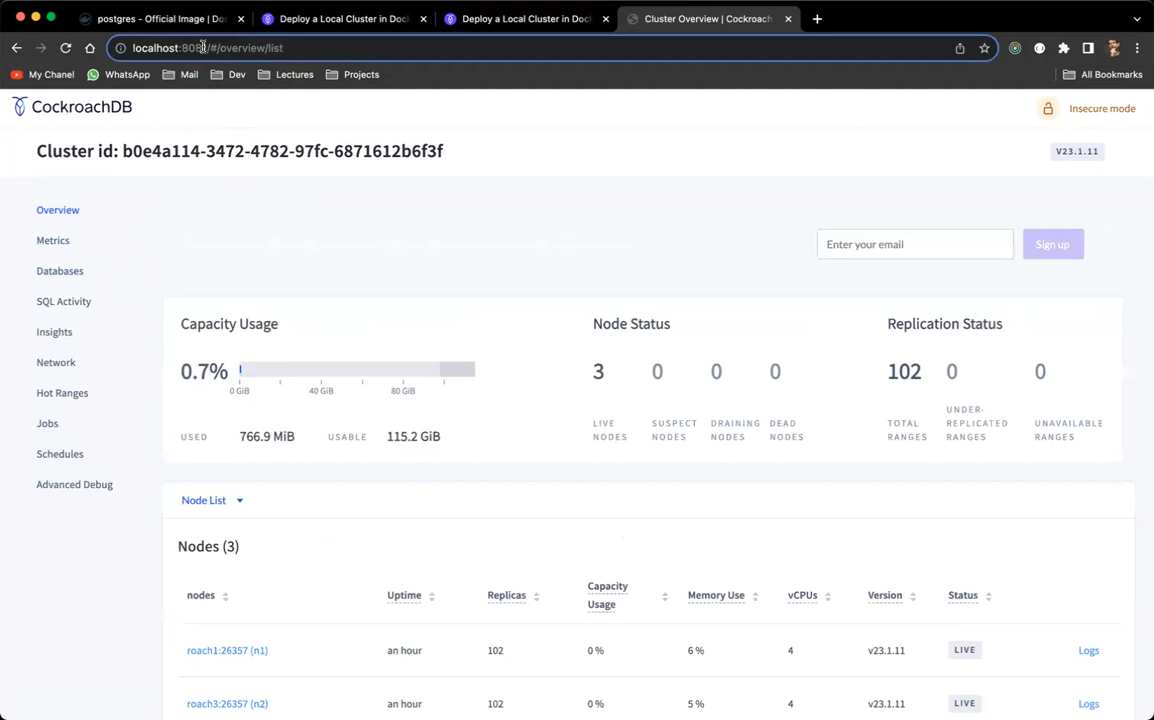 postgres - Official Image | Doc
Deploy a Local Cluster in Dock
Deploy a Local Cluster in Dock
Cluster Overview | Cockroach
/#/overview/list
My Chanel
WhatsApp
Mail
Dev
Lectures
Projects
All Bookmarks
CockroachDB
Insecure mode
Cluster id: b0e4a114-3472-4782-97fc-6871612b6f3f
V23.1.11
Overview
Metrics
Databases
SQL Activity
Insights
Network
Hot Ranges
Jobs
Schedules
Advanced Debug
Enter your email
Sign up
Capacity Usage
0.7%
0 GiB
40 GiB
80 GiB
USED
766.9 MiB
USABLE
115.2 GiB
Node Status
3
0
0
0
LIVE NODES
SUSPECT NODES
DRAINING NODES
DEAD NODES
Replication Status
102
0
0
TOTAL RANGES
UNDER-REPLICATED RANGES
UNAVAILABLE RANGES
Node List
Nodes (3)
nodes
Uptime
Replicas
Capacity Usage
Memory Use
vCPUs
Version
Status
roach1:26357 (n1)
an hour
102
0 %
6 %
4
v23.1.11
LIVE
Logs
roach3:26357 (n2)
an hour
102
0 %
5 %
4
v23.1.11
LIVE
Logs